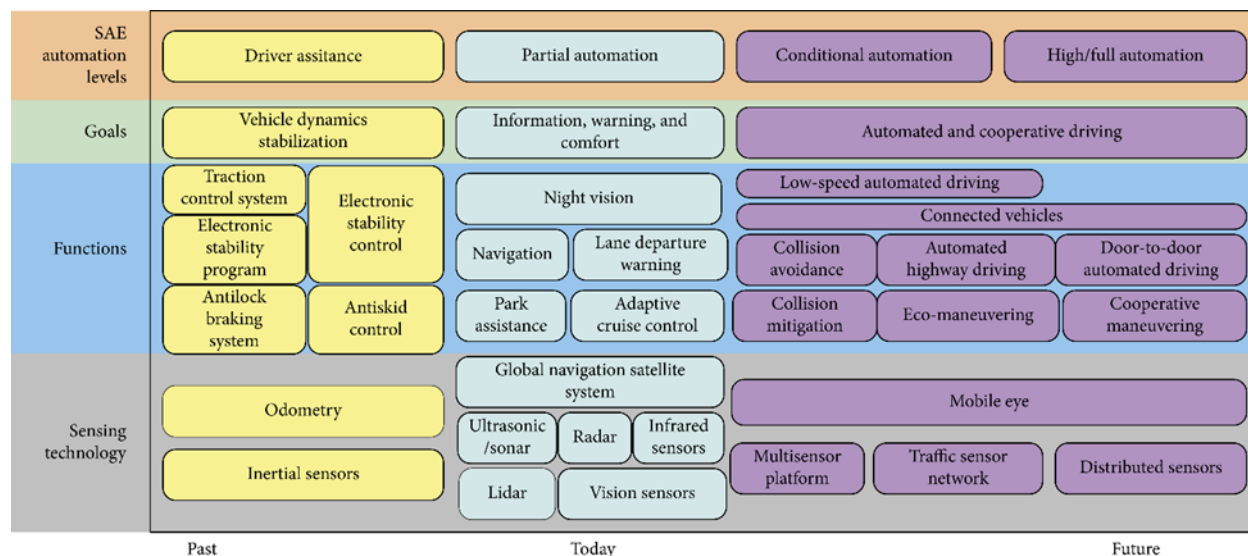 SAE
automation
levels
Driver assitance
Partial automation
Conditional automation
High/full automation
Goals
Vehicle dynamics
stabilization
Information, warning, and
comfort
Automated and cooperative driving
Functions
Traction
control system
Electronic
stability
control
Electronic
stability
program
Antilock
braking
system
Antiskid
control
Night vision
Navigation
Lane departure
warning
Park
assistance
Adaptive
cruise control
Low-speed automated driving
Connected vehicles
Collision
avoidance
Automated
highway driving
Door-to-door
automated driving
Collision
mitigation
Eco-maneuvering
Cooperative
maneuvering
Sensing
technology
Odometry
Inertial sensors
Global navigation satellite
system
Ultrasonic
/sonar
Radar
Infrared
sensors
Lidar
Vision sensors
Mobile eye
Multisensor
platform
Traffic sensor
network
Distributed sensors
Past
Today
Future